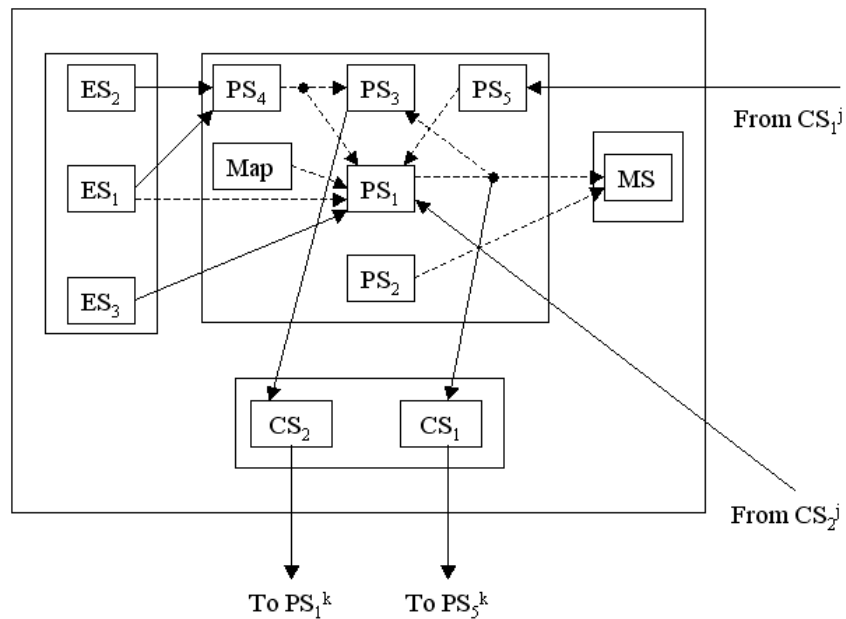 ES₂
PS₄
PS₃
PS₅
From CS₁ʲ
Map
ES₁
PS₁
MS
ES₃
PS₂
CS₂
CS₁
From CS₂ʲ
To PS₁ᵏ
To PS₅ᵏ